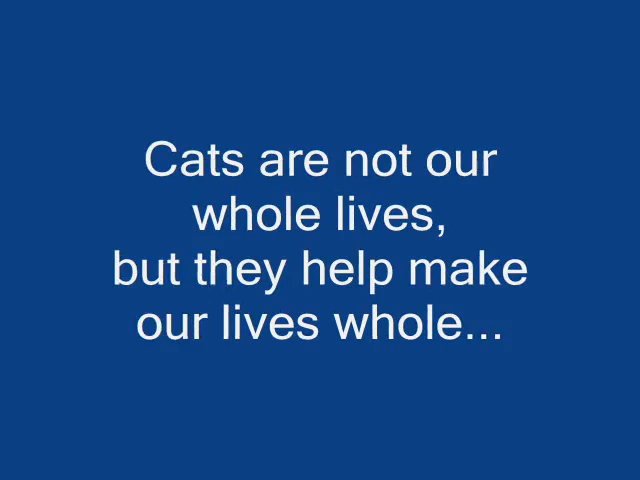 Cats are not our
whole lives,
but they help make
our lives whole...